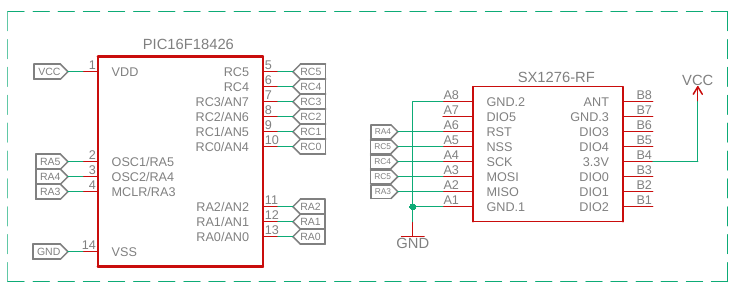 PIC16F18426
VCC 1 VDD RC5 5 RC5
RC4 6 RC4
RC3/AN7 7 RC3
RC2/AN6 8 RC2
RC1/AN5 9 RC1
RC0/AN4 10 RC0
RA5 2 OSC1/RA5
RA4 3 OSC2/RA4
RA3 4 MCLR/RA3
RA2/AN2 11 RA2
RA1/AN1 12 RA1
RA0/AN0 13 RA0
GND 14 VSS
SX1276-RF
VCC
A8 GND.2 ANT B8
A7 DIO5 GND.3 B7
RA4 A6 RST DIO3 B6
RC5 A5 NSS DIO4 B5
RC4 A4 SCK 3.3V B4
RC5 A3 MOSI DIO0 B3
RA3 A2 MISO DIO1 B2
A1 GND.1 DIO2 B1
GND